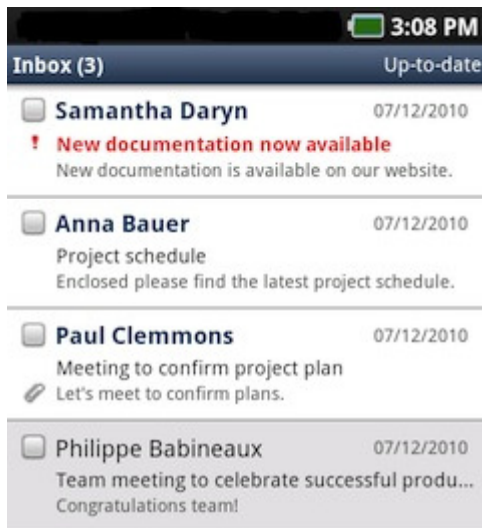 3:08 PM
Inbox (3) Up-to-date
Samantha Daryn 07/12/2010
! New documentation now available
New documentation is available on our website.
Anna Bauer 07/12/2010
Project schedule
Enclosed please find the latest project schedule.
Paul Clemmons 07/12/2010
Meeting to confirm project plan
Let's meet to confirm plans.
Philippe Babineaux 07/12/2010
Team meeting to celebrate successful produ...
Congratulations team!